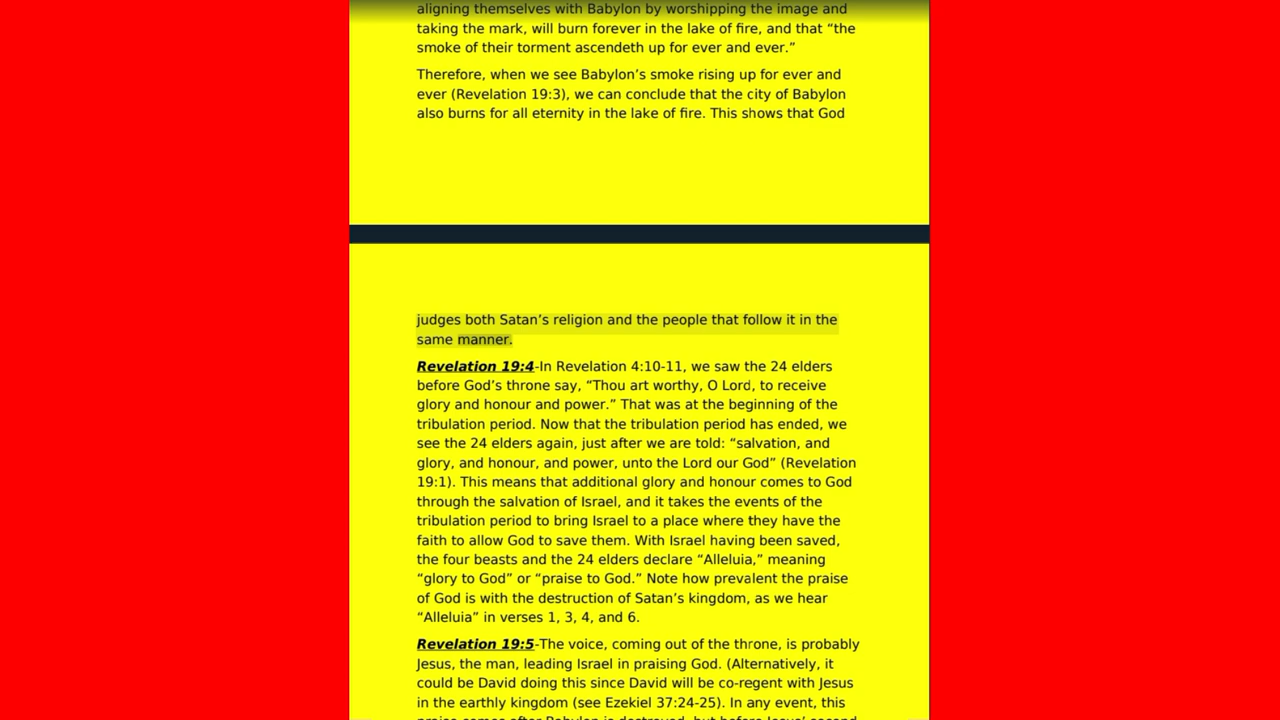 aligning themselves with Babylon by worshipping the image and
taking the mark, will burn forever in the lake of fire, and that “the
smoke of their torment ascendeth up for ever and ever.”
Therefore, when we see Babylon’s smoke rising up for ever and
ever (Revelation 19:3), we can conclude that the city of Babylon
also burns for all eternity in the lake of fire. This shows that God
judges both Satan’s religion and the people that follow it in the
same manner.
Revelation 19:4-In Revelation 4:10-11, we saw the 24 elders
before God’s throne say, “Thou art worthy, O Lord, to receive
glory and honour and power.” That was at the beginning of the
tribulation period. Now that the tribulation period has ended, we
see the 24 elders again, just after we are told: “salvation, and
glory, and honour, and power, unto the Lord our God” (Revelation
19:1). This means that additional glory and honour comes to God
through the salvation of Israel, and it takes the events of the
tribulation period to bring Israel to a place where they have the
faith to allow God to save them. With Israel having been saved,
the four beasts and the 24 elders declare “Alleluia,” meaning
“glory to God” or “praise to God.” Note how prevalent the praise
of God is with the destruction of Satan’s kingdom, as we hear
“Alleluia” in verses 1, 3, 4, and 6.
Revelation 19:5-The voice, coming out of the throne, is probably
Jesus, the man, leading Israel in praising God. (Alternatively, it
could be David doing this since David will be co-regent with Jesus
in the earthly kingdom (see Ezekiel 37:24-25). In any event, this
praise comes after Babylon is destroyed, but before Jesus’ second